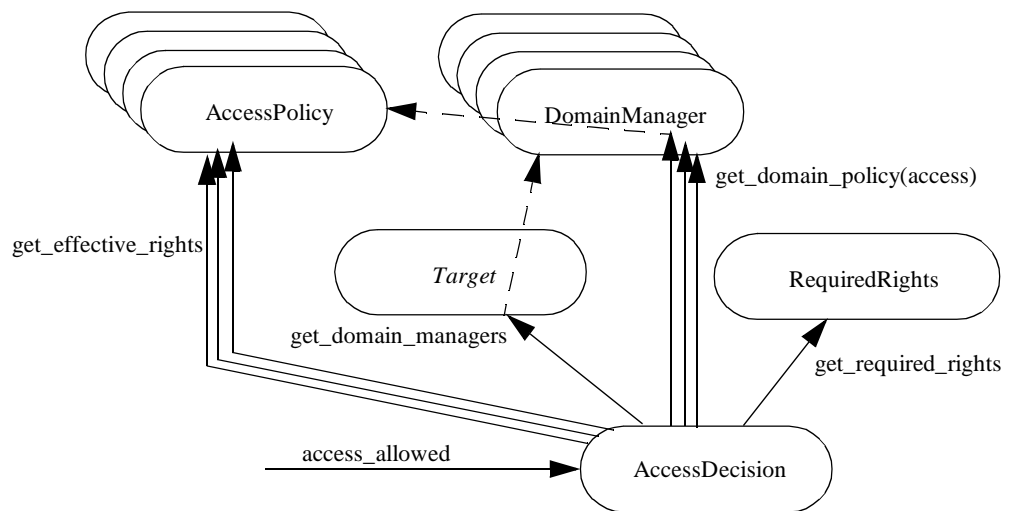 AccessPolicy
DomainManager
get_domain_policy(access)
get_effective_rights
Target
RequiredRights
get_domain_managers
get_required_rights
access_allowed
AccessDecision